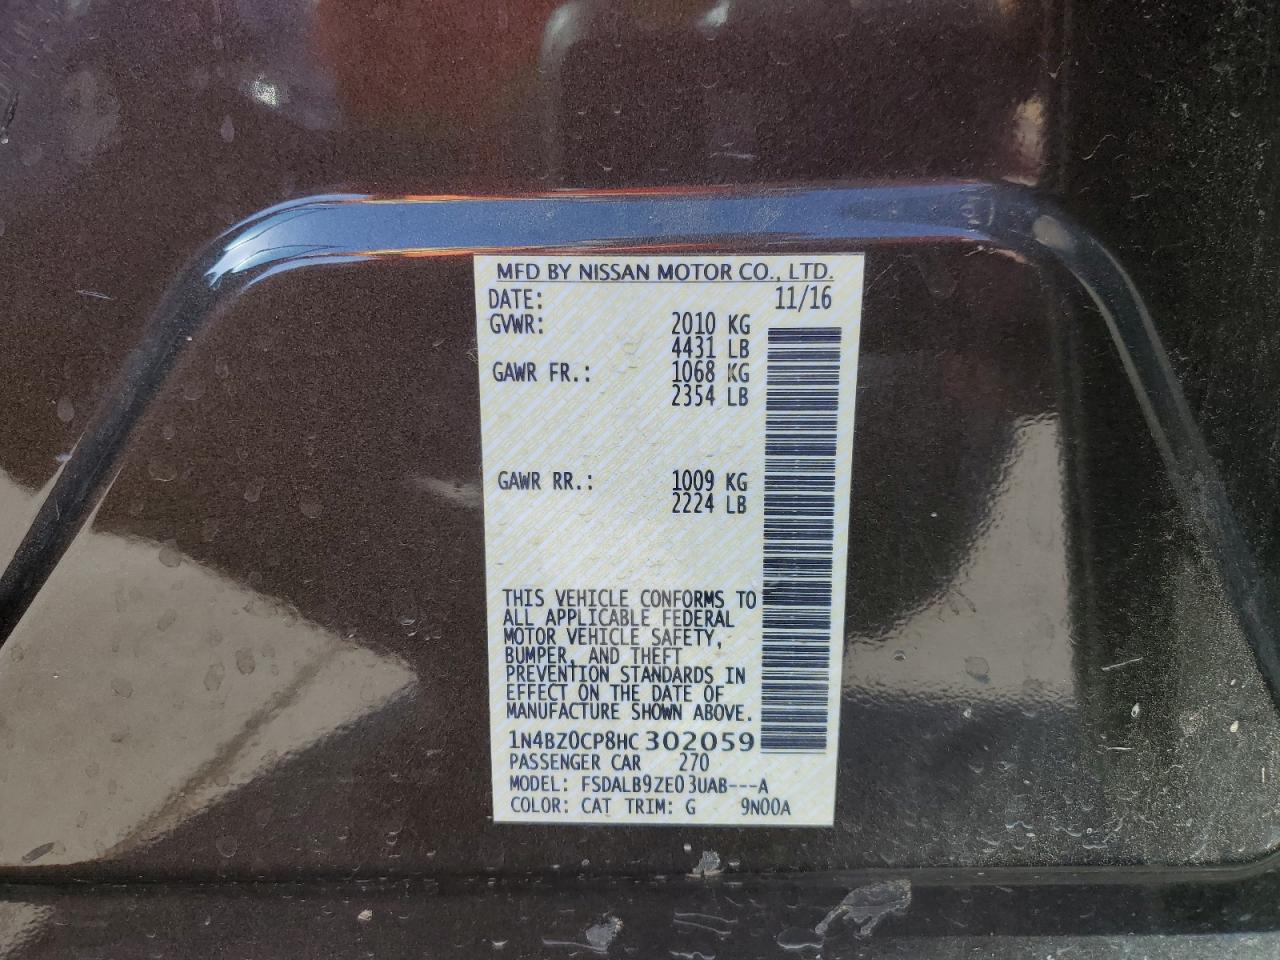 MFD BY NISSAN MOTOR CO., LTD.
DATE: 11/16
GVWR: 2010 KG
4431 LB
GAWR FR.: 1068 KG
2354 LB
GAWR RR.: 1009 KG
2224 LB
THIS VEHICLE CONFORMS TO
ALL APPLICABLE FEDERAL
MOTOR VEHICLE SAFETY,
BUMPER, AND THEFT
PREVENTION STANDARDS IN
EFFECT ON THE DATE OF
MANUFACTURE SHOWN ABOVE.
1N4BZ0CP8HC302059
PASSENGER CAR 270
MODEL: FSDALB9ZE03UAB---A
COLOR: CAT TRIM: G 9N00A